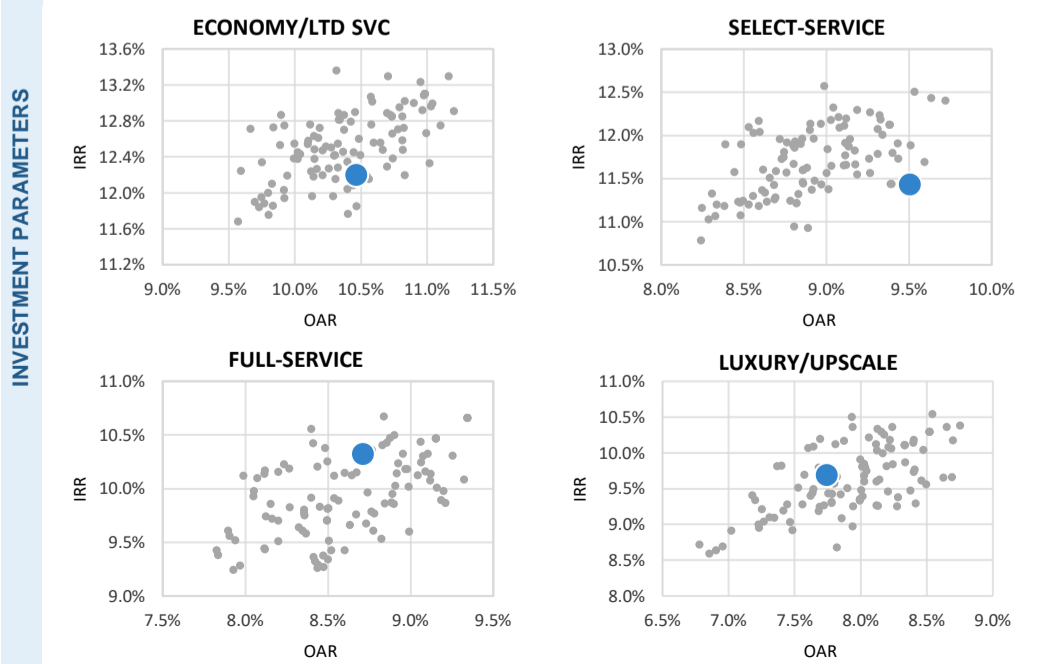 INVESTMENT PARAMETERS
ECONOMY/LTD SVC
13.6%
13.2%
12.8%
12.4%
12.0%
11.6%
11.2%
IRR
9.0% 9.5% 10.0% 10.5% 11.0% 11.5%
OAR
SELECT-SERVICE
13.0%
12.5%
12.0%
11.5%
11.0%
10.5%
IRR
8.0% 8.5% 9.0% 9.5% 10.0%
OAR
FULL-SERVICE
11.0%
10.5%
10.0%
9.5%
9.0%
IRR
7.5% 8.0% 8.5% 9.0% 9.5%
OAR
LUXURY/UPSCALE
11.0%
10.5%
10.0%
9.5%
9.0%
8.5%
8.0%
IRR
6.5% 7.0% 7.5% 8.0% 8.5% 9.0%
OAR